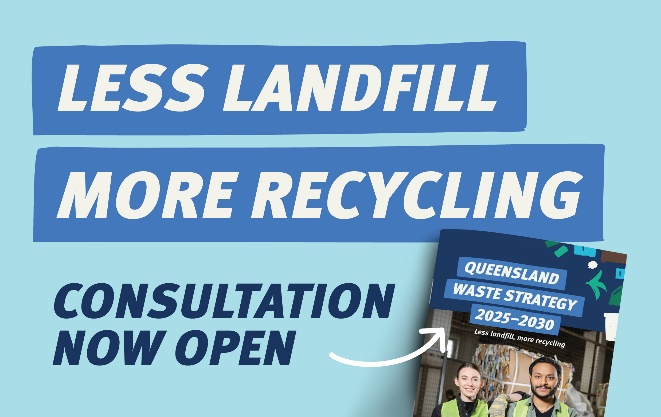 LESS LANDFILL
MORE RECYCLING
CONSULTATION
NOW OPEN
QUEENSLAND
WASTE STRATEGY
2025–2030
Less landfill, more recycling